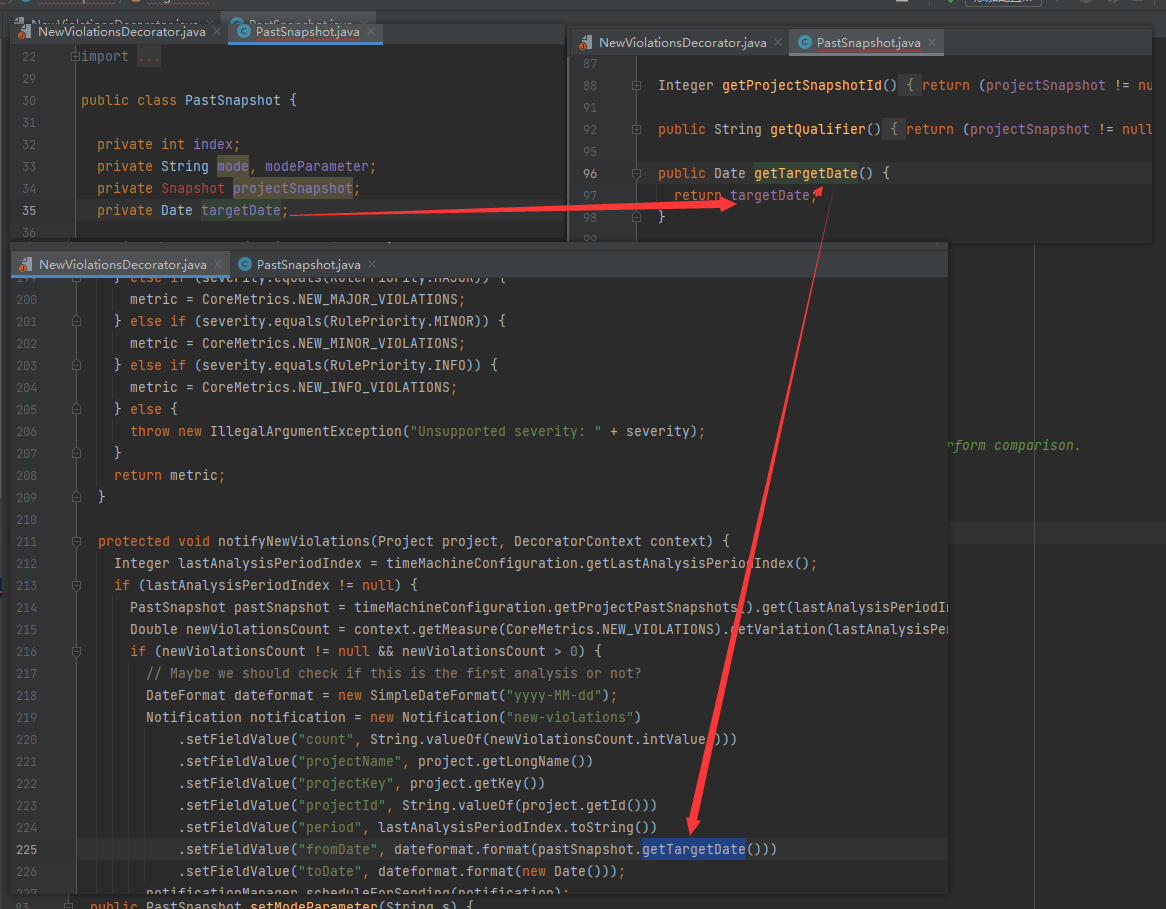 NewViolationsDecorator.java PastSnapshot.java
22 import ...
29
30 public class PastSnapshot {
31
32 private int index;
33 private String mode, modeParameter;
34 private Snapshot projectSnapshot;
35 private Date targetDate;
36
NewViolationsDecorator.java PastSnapshot.java
87
88 Integer getProjectSnapshotId() { return (projectSnapshot != nu
91
92 public String getQualifier() { return (projectSnapshot != null
95
96 public Date getTargetDate() {
97 return targetDate;
98 }
99
NewViolationsDecorator.java PastSnapshot.java
199 } else if (severity.equals(RulePriority.MAJOR)) {
200 metric = CoreMetrics.NEW_MAJOR_VIOLATIONS;
201 } else if (severity.equals(RulePriority.MINOR)) {
202 metric = CoreMetrics.NEW_MINOR_VIOLATIONS;
203 } else if (severity.equals(RulePriority.INFO)) {
204 metric = CoreMetrics.NEW_INFO_VIOLATIONS;
205 } else {
206 throw new IllegalArgumentException("Unsupported severity: " + severity);
207 }
208 return metric;
209 }
210
211 protected void notifyNewViolations(Project project, DecoratorContext context) {
212 Integer lastAnalysisPeriodIndex = timeMachineConfiguration.getLastAnalysisPeriodIndex();
213 if (lastAnalysisPeriodIndex != null) {
214 PastSnapshot pastSnapshot = timeMachineConfiguration.getProjectPastSnapshots().get(lastAnalysisPeriodIn
215 Double newViolationsCount = context.getMeasure(CoreMetrics.NEW_VIOLATIONS).getVariation(lastAnalysisPer
216 if (newViolationsCount != null && newViolationsCount > 0) {
217 // Maybe we should check if this is the first analysis or not?
218 DateFormat dateformat = new SimpleDateFormat("yyyy-MM-dd");
219 Notification notification = new Notification("new-violations")
220 .setFieldValue("count", String.valueOf(newViolationsCount.intValue()))
221 .setFieldValue("projectName", project.getLongName())
222 .setFieldValue("projectKey", project.getKey())
223 .setFieldValue("projectId", String.valueOf(project.getId()))
224 .setFieldValue("period", lastAnalysisPeriodIndex.toString())
225 .setFieldValue("fromDate", dateformat.format(pastSnapshot.getTargetDate()))
226 .setFieldValue("toDate", dateformat.format(new Date()));
227 notificationManager.scheduleForSending(notification);
rform comparison.
83 public PastSnapshot setModeParameter(String s) {